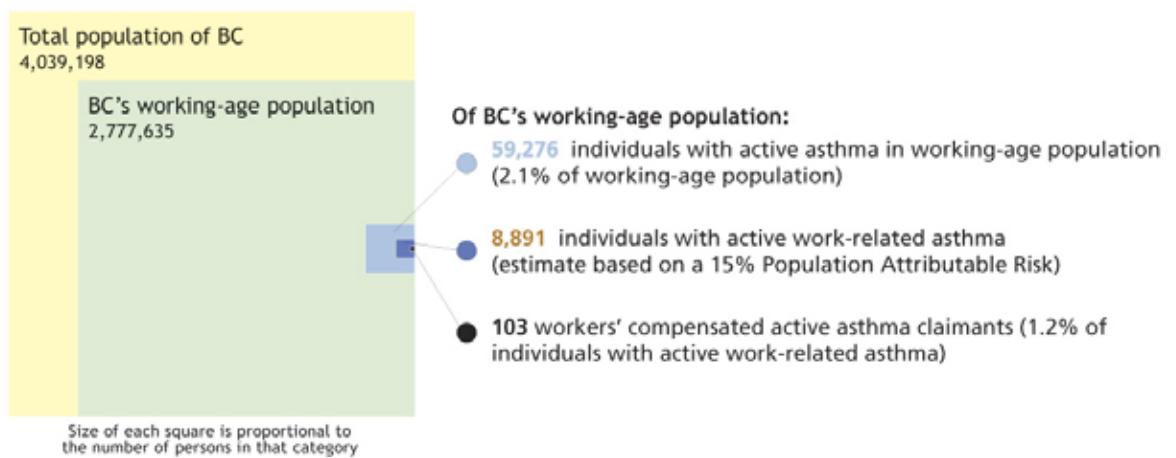 Total population of BC
4,039,198
BC's working-age population
2,777,635
Of BC's working-age population:
59,276 individuals with active asthma in working-age population
(2.1% of working-age population)
8,891 individuals with active work-related asthma
(estimate based on a 15% Population Attributable Risk)
103 workers' compensated active asthma claimants (1.2% of
individuals with active work-related asthma)
Size of each square is proportional to
the number of persons in that category